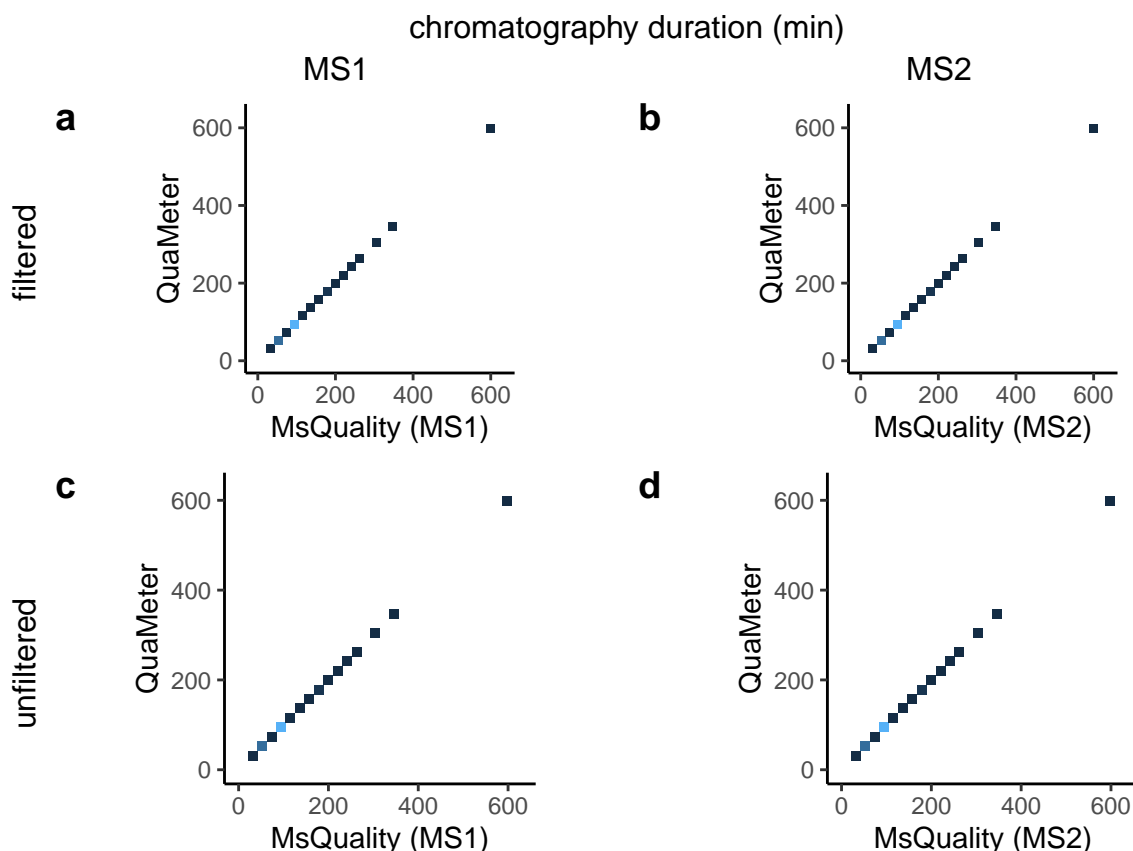 chromatography duration (min)
MS1
MS2
filtered
a
QuaMeter
600
400
200
0
0 200 400 600
MsQuality (MS1)
b
QuaMeter
600
400
200
0
0 200 400 600
MsQuality (MS2)
unfiltered
c
QuaMeter
600
400
200
0
0 200 400 600
MsQuality (MS1)
d
QuaMeter
600
400
200
0
0 200 400 600
MsQuality (MS2)